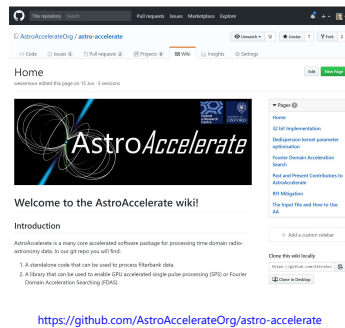 This repository Search Pull requests Issues Marketplace Explore
AstroAccelerateOrg / astro-accelerate Unwatch 12 Unstar 7 Fork 2
Code Issues Pull requests Projects 0 Wiki Insights Settings
Home Edit New Page
wesarmour edited this page on 15 Jun · 3 revisions
AstroAccelerate
UNIVERSITY OF OXFORD
Pages
Home
32 bit Implementation
Dedispersion kernel parameter
optimisation
Fourier Domain Acceleration
Search
Past and Present Contributors to
AstroAccelerate
RFI Mitigation
The Input File and How to Use
AA
Add a custom sidebar
Clone this wiki locally
Clone in Desktop
Welcome to the AstroAccelerate wiki!
Introduction
AstroAccelerate is a many core accelerated software package for processing time domain radio-
astronomy data. In our git repo you will find:
1. A standalone code that can be used to process filterbank data.
2. A library that can be used to enable GPU accelerated single pulse processing (SPS) or Fourier
Domain Acceleration Searching (FDAS).
https://github.com/AstroAccelerateOrg/astro-accelerate